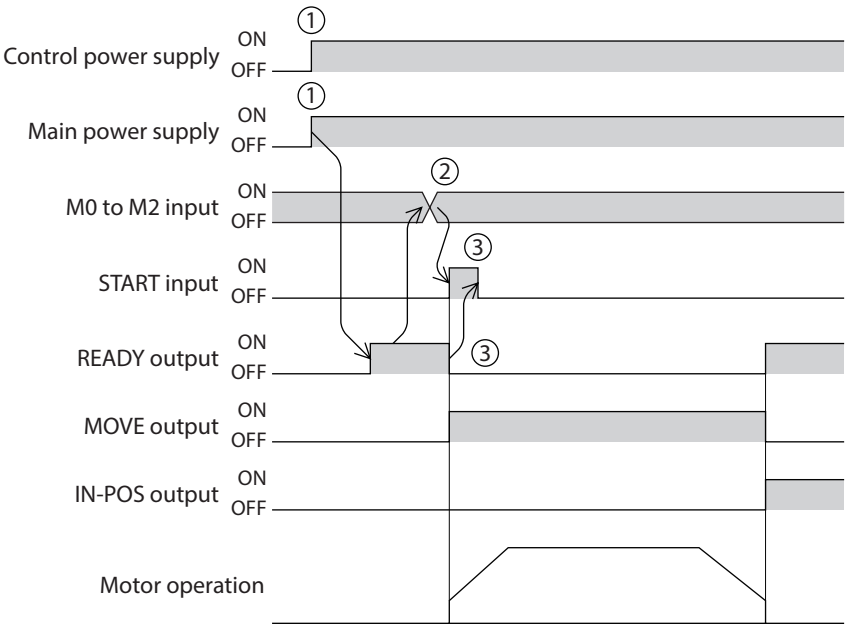 ①
Control power supply ON
OFF
①
Main power supply ON
OFF
②
M0 to M2 input ON
OFF
③
START input ON
OFF
READY output ON
OFF
③
MOVE output ON
OFF
IN-POS output ON
OFF
Motor operation